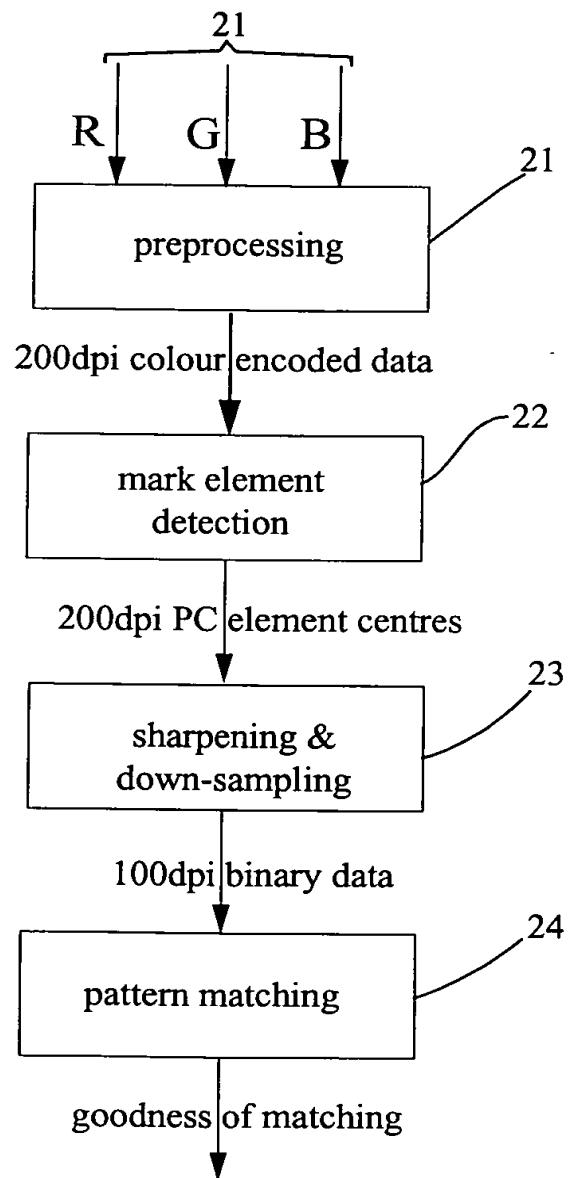 21
R G B
21
preprocessing
200dpi colour encoded data
22
mark element
detection
200dpi PC element centres
23
sharpening &
down-sampling
100dpi binary data
24
pattern matching
goodness of matching